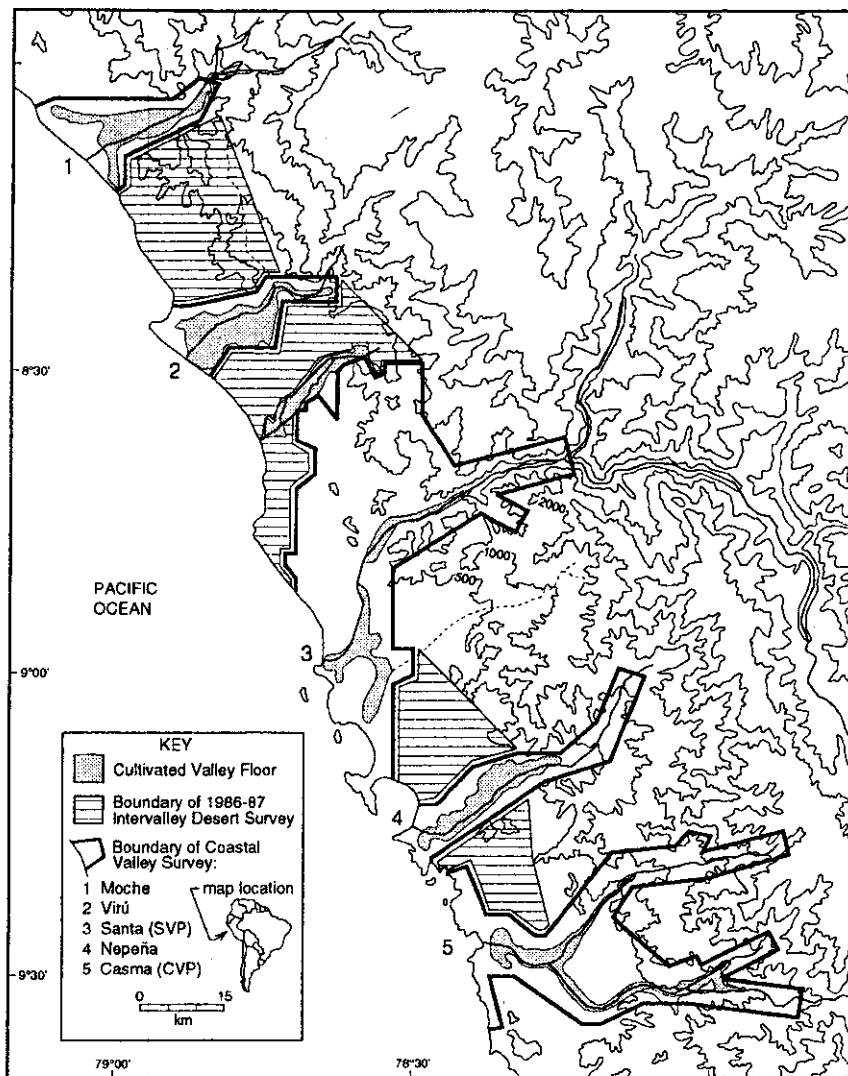 1
2
8°30'
2000
1000
500
PACIFIC
OCEAN
3
9°00'
KEY
Cultivated Valley Floor
Boundary of 1986-87
Intervalley Desert Survey
Boundary of Coastal
Valley Survey:
1 Moche
map location
2 Virú
3 Santa (SVP)
4 Nepeña
5 Casma (CVP)
0 15
km
4
5
9°30'
79°00'
78°30'